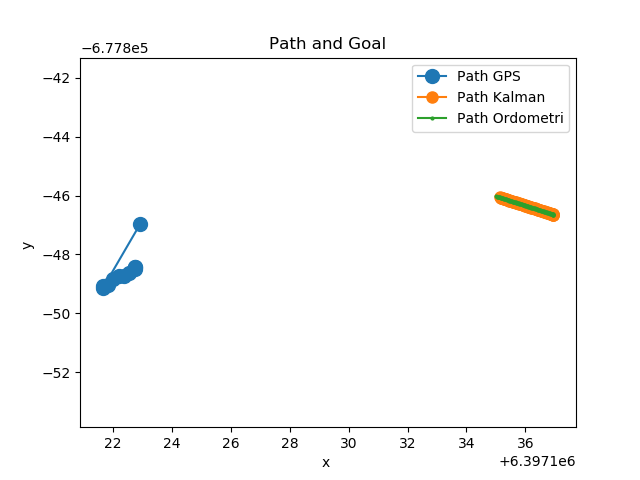 Path and Goal
−6.778e5
Path GPS
Path Kalman
Path Ordometri
−42
−44
−46
−48
−50
−52
y
22 24 26 28 30 32 34 36
x
+6.3971e6